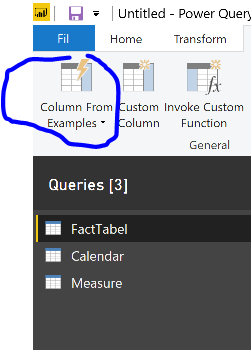 Untitled - Power Query
Fil Home Transform
Column From Custom Invoke Custom
Examples Column Function
General
Queries [3]
FactTabel
Calendar
Measure